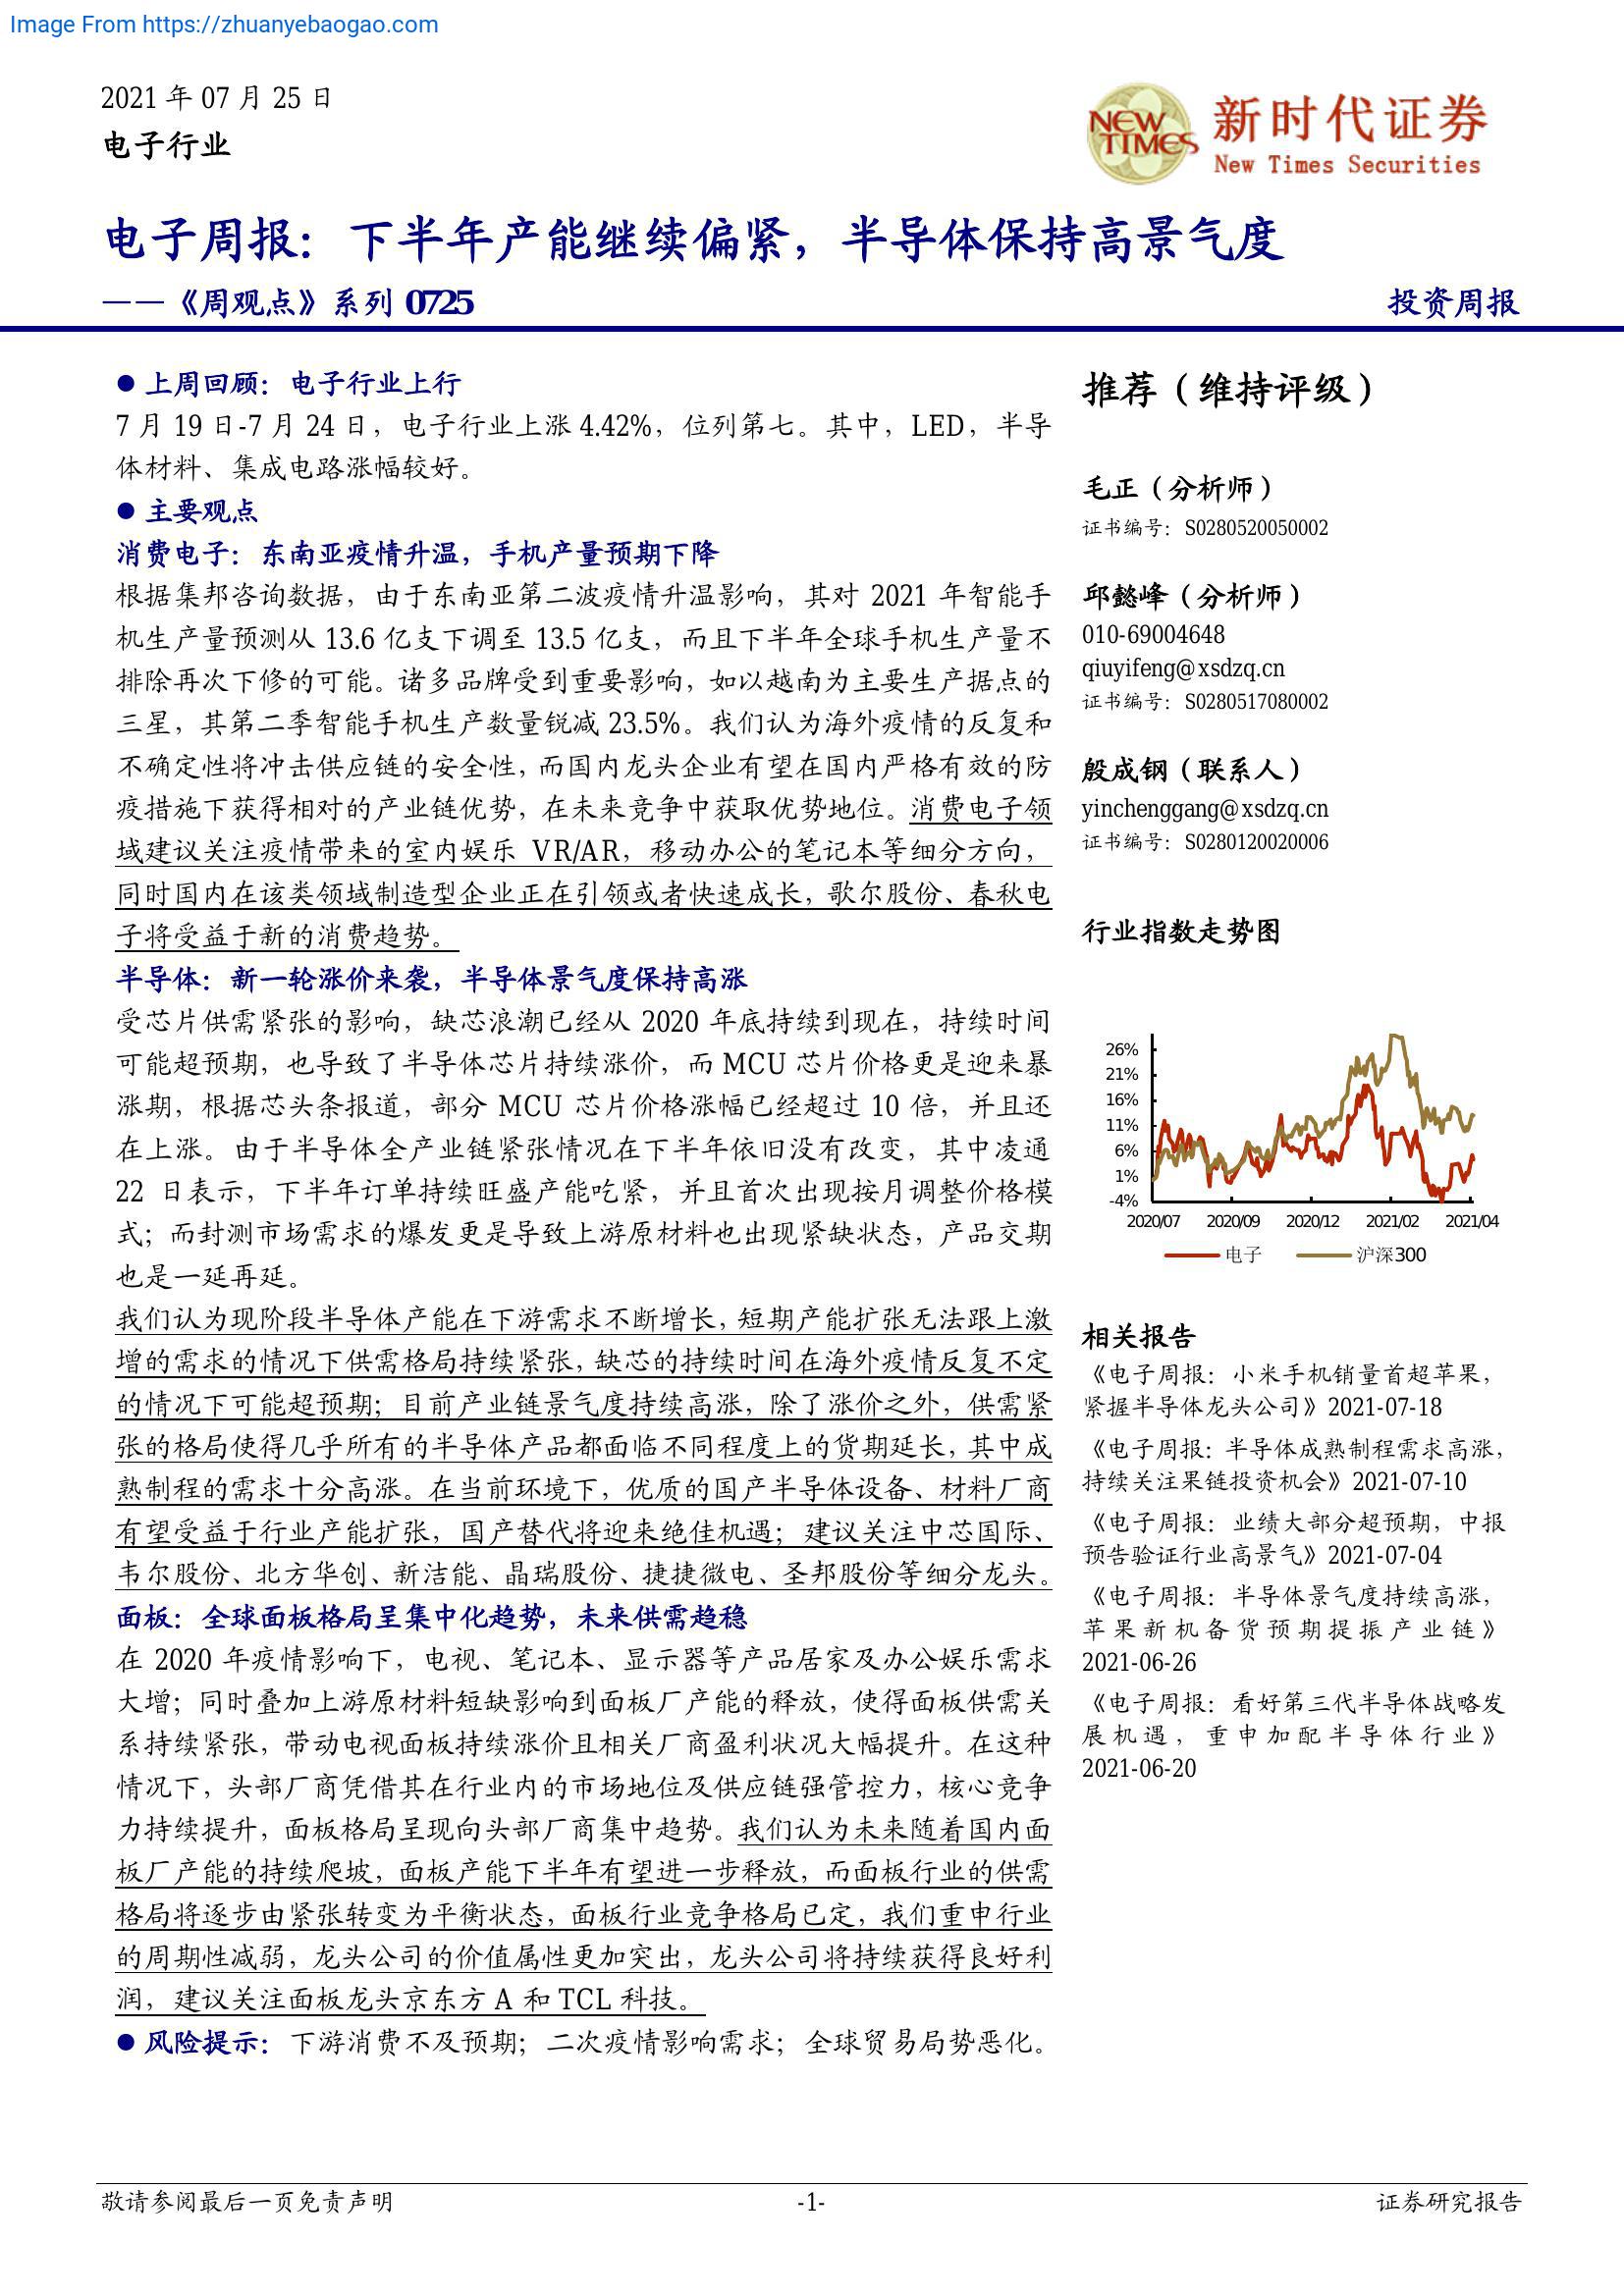 Image From https://zhuanyebaogao.com
2021 年 07 月 25 日
电子行业
NEW TIMES
新时代证券
New Times Securities
电子周报：下半年产能继续偏紧，半导体保持高景气度
——《周观点》系列 0725
投资周报
● 上周回顾：电子行业上行
7 月 19 日-7 月 24 日，电子行业上涨 4.42%，位列第七。其中，LED，半导
体材料、集成电路涨幅较好。
● 主要观点
消费电子：东南亚疫情升温，手机产量预期下降
根据集邦咨询数据，由于东南亚第二波疫情升温影响，其对 2021 年智能手
机生产量预测从 13.6 亿支下调至 13.5 亿支，而且下半年全球手机生产量不
排除再次下修的可能。诸多品牌受到重要影响，如以越南为主要生产据点的
三星，其第二季智能手机生产数量锐减 23.5%。我们认为海外疫情的反复和
不确定性将冲击供应链的安全性，而国内龙头企业有望在国内严格有效的防
疫措施下获得相对的产业链优势，在未来竞争中获取优势地位。消费电子领
域建议关注疫情带来的室内娱乐 VR/AR，移动办公的笔记本等细分方向，
同时国内在该类领域制造型企业正在引领或者快速成长，歌尔股份、春秋电
子将受益于新的消费趋势。
半导体：新一轮涨价来袭，半导体景气度保持高涨
受芯片供需紧张的影响，缺芯浪潮已经从 2020 年底持续到现在，持续时间
可能超预期，也导致了半导体芯片持续涨价，而 MCU 芯片价格更是迎来暴
涨期，根据芯头条报道，部分 MCU 芯片价格涨幅已经超过 10 倍，并且还
在上涨。由于半导体全产业链紧张情况在下半年依旧没有改变，其中凌通
22 日表示，下半年订单持续旺盛产能吃紧，并且首次出现按月调整价格模
式；而封测市场需求的爆发更是导致上游原材料也出现紧缺状态，产品交期
也是一延再延。
我们认为现阶段半导体产能在下游需求不断增长，短期产能扩张无法跟上激
增的需求的情况下供需格局持续紧张，缺芯的持续时间在海外疫情反复不定
的情况下可能超预期；目前产业链景气度持续高涨，除了涨价之外，供需紧
张的格局使得几乎所有的半导体产品都面临不同程度上的货期延长，其中成
熟制程的需求十分高涨。在当前环境下，优质的国产半导体设备、材料厂商
有望受益于行业产能扩张，国产替代将迎来绝佳机遇；建议关注中芯国际、
韦尔股份、北方华创、新洁能、晶瑞股份、捷捷微电、圣邦股份等细分龙头。
面板：全球面板格局呈集中化趋势，未来供需趋稳
在 2020 年疫情影响下，电视、笔记本、显示器等产品居家及办公娱乐需求
大增；同时叠加上游原材料短缺影响到面板厂产能的释放，使得面板供需关
系持续紧张，带动电视面板持续涨价且相关厂商盈利状况大幅提升。在这种
情况下，头部厂商凭借其在行业内的市场地位及供应链强管控力，核心竞争
力持续提升，面板格局呈现向头部厂商集中趋势。我们认为未来随着国内面
板厂产能的持续爬坡，面板产能下半年有望进一步释放，而面板行业的供需
格局将逐步由紧张转变为平衡状态，面板行业竞争格局已定，我们重申行业
的周期性减弱，龙头公司的价值属性更加突出，龙头公司将持续获得良好利
润，建议关注面板龙头京东方 A 和 TCL 科技。
● 风险提示：下游消费不及预期；二次疫情影响需求；全球贸易局势恶化。
推荐（维持评级）
毛正（分析师）
证书编号：S0280520050002
邱懿峰（分析师）
010-69004648
qiuyifeng@xsdzq.cn
证书编号：S0280517080002
殷成钢（联系人）
yinchenggang@xsdzq.cn
证书编号：S0280120020006
行业指数走势图
26%
21%
16%
11%
6%
1%
-4%
2020/07 2020/09 2020/12 2021/02 2021/04
电子 沪深300
相关报告
《电子周报：小米手机销量首超苹果，
紧握半导体龙头公司》2021-07-18
《电子周报：半导体成熟制程需求高涨，
持续关注果链投资机会》2021-07-10
《电子周报：业绩大部分超预期，中报
预告验证行业高景气》2021-07-04
《电子周报：半导体景气度持续高涨，
苹果新机备货预期提振产业链》
2021-06-26
《电子周报：看好第三代半导体战略发
展机遇，重申加配半导体行业》
2021-06-20
敬请参阅最后一页免责声明
-1-
证券研究报告